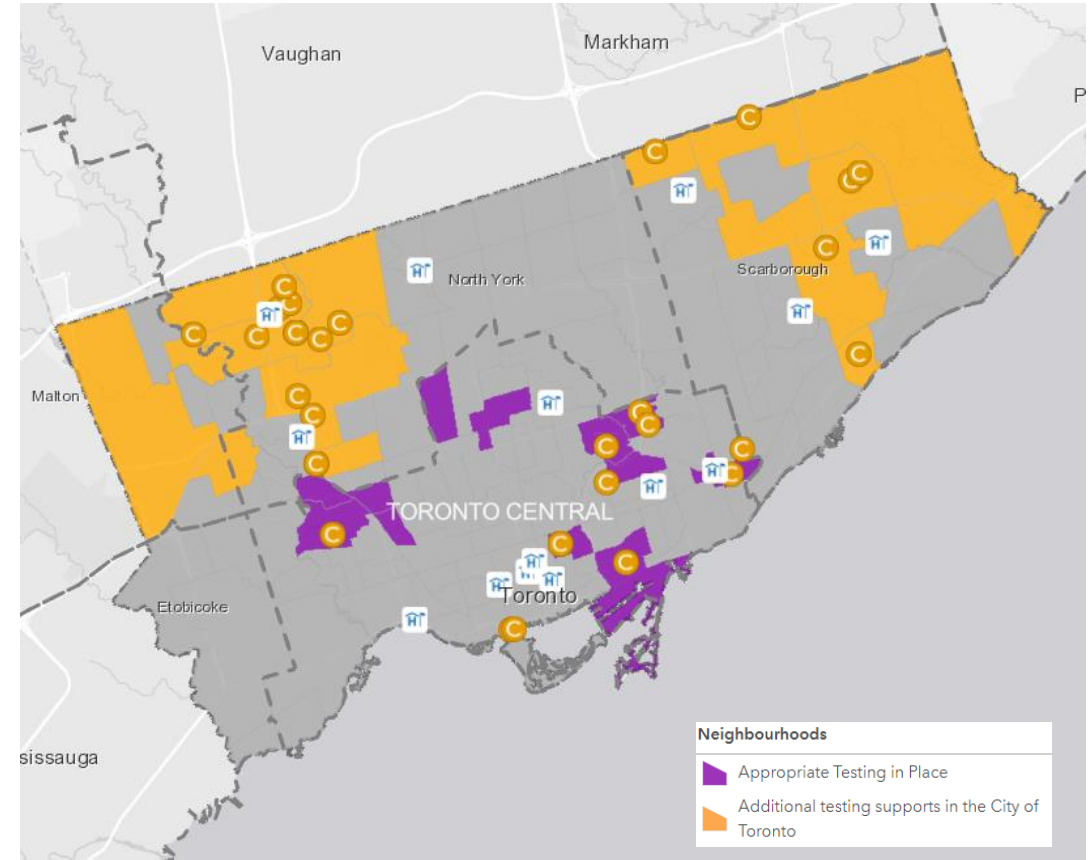 Vaughan
Markham
P
C
C
C
C
H
H
North York
C
Scarborough
C
H
C
C
H
C
C
C
C
C
Malton
C
C
H
C
C
C
H
C
C
H
C
H
C
C
TORONTO CENTRAL
C
C
C
H
H
H
Toronto
Etobicoke
H
C
sissauga
Neighbourhoods
Appropriate Testing in Place
Additional testing supports in the City of
Toronto